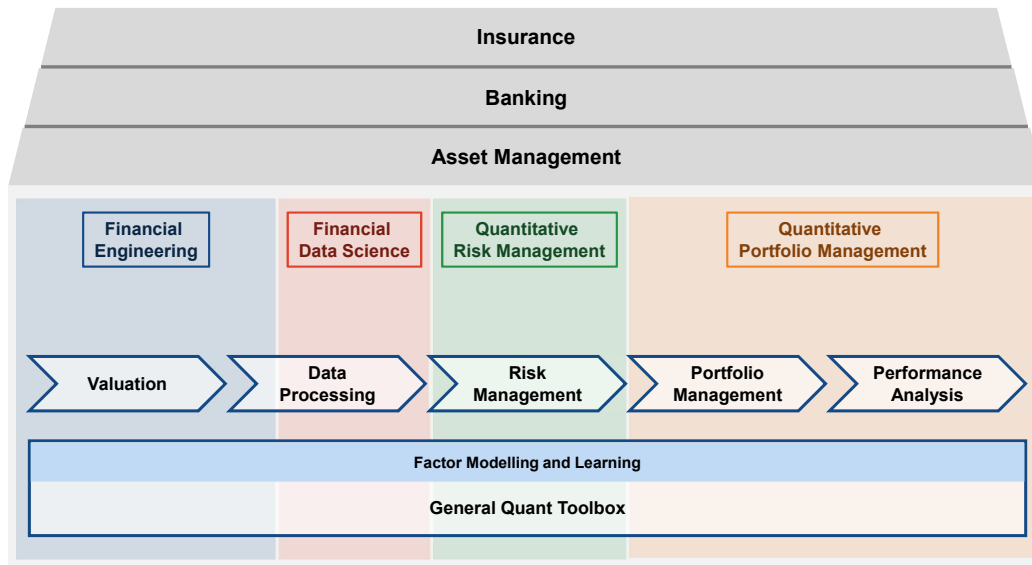 Insurance
Banking
Asset Management
Financial
Engineering
Financial
Data Science
Quantitative
Risk Management
Quantitative
Portfolio Management
Valuation
Data
Processing
Risk
Management
Portfolio
Management
Performance
Analysis
Factor Modelling and Learning
General Quant Toolbox